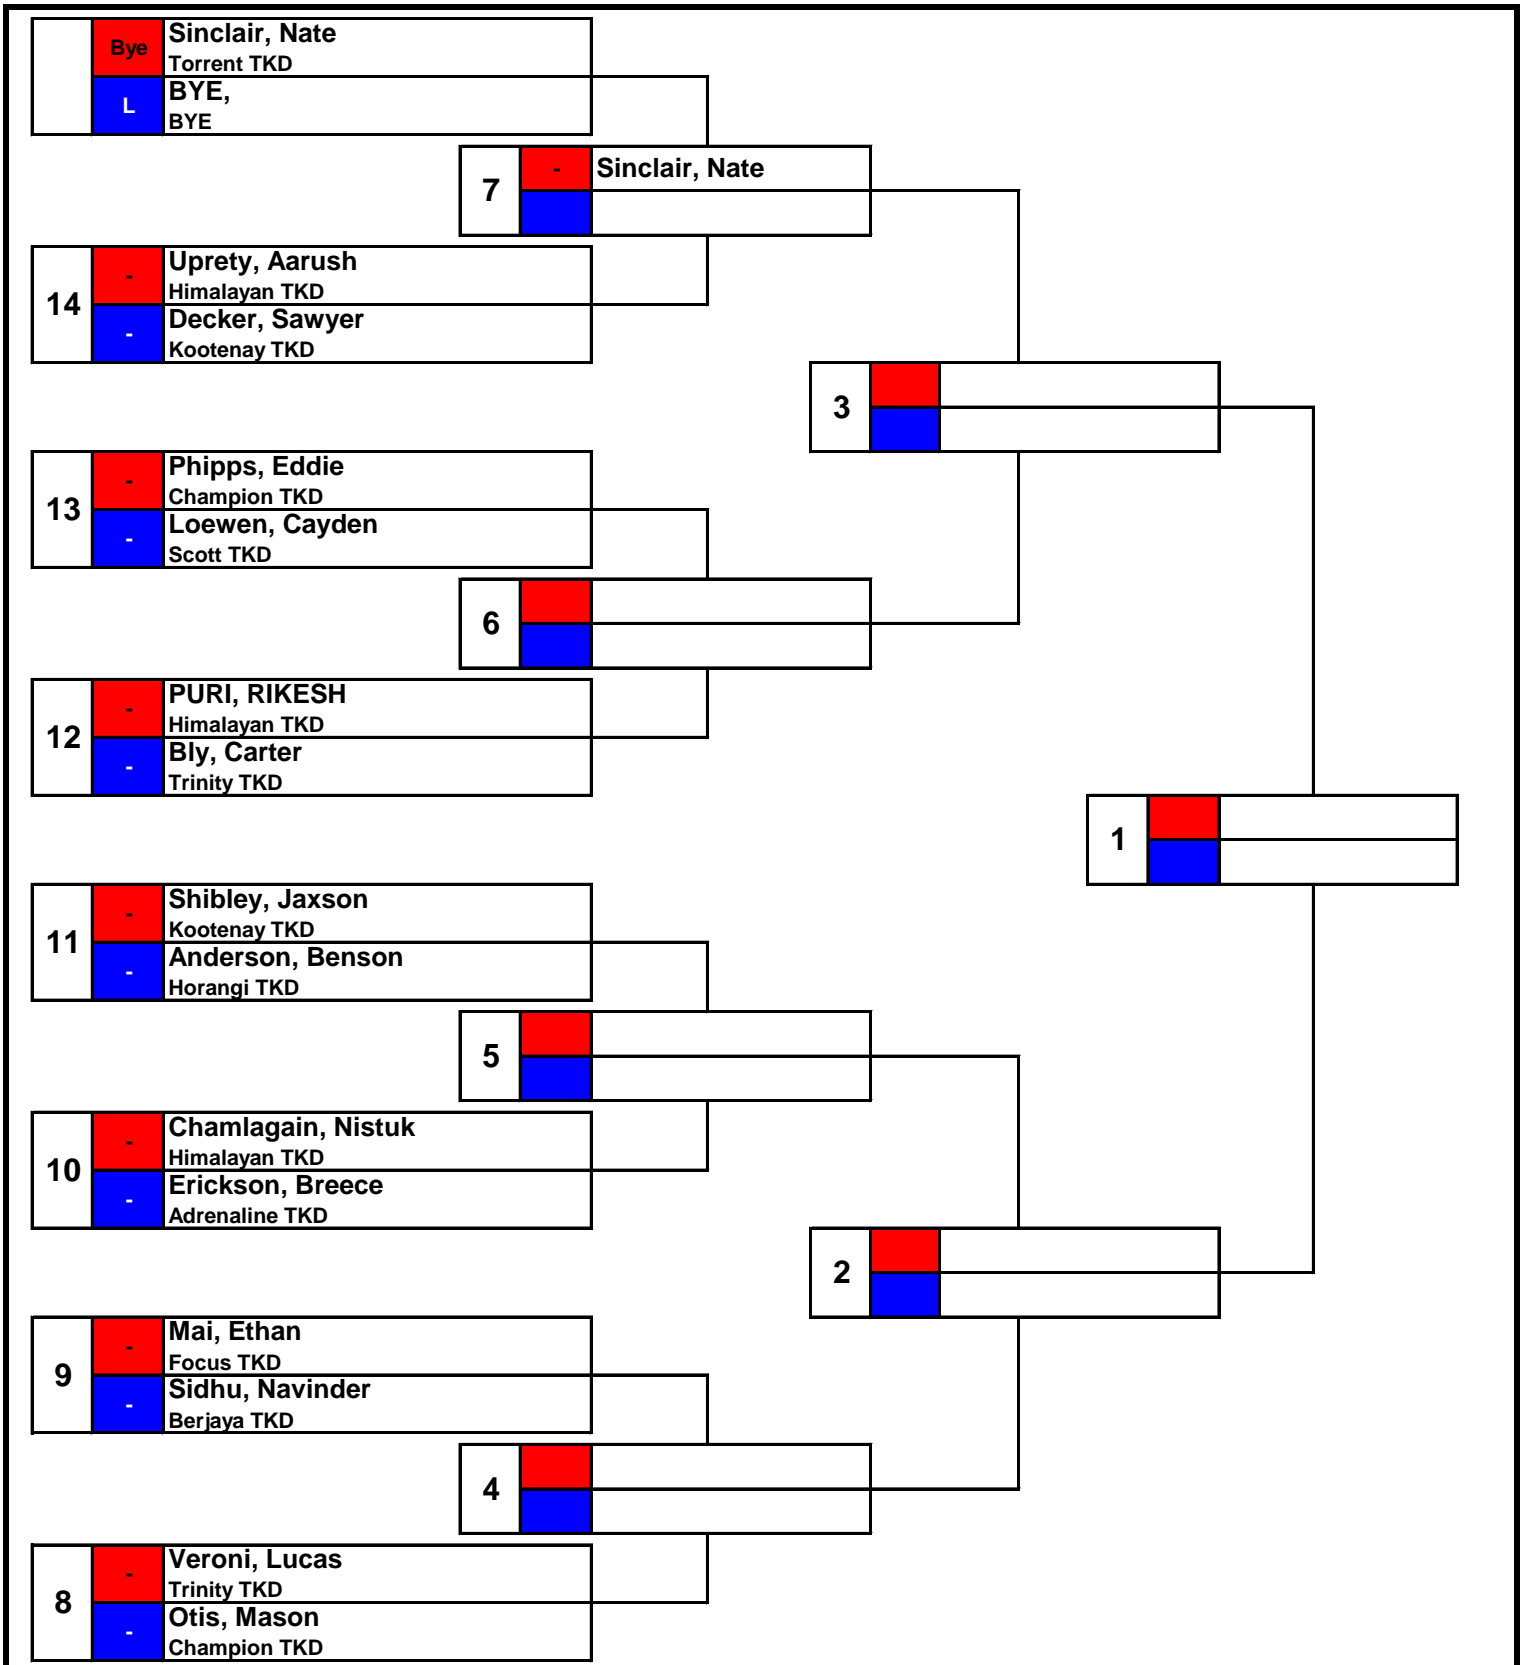 Bye
Sinclair, Nate
Torrent TKD
L
BYE,
BYE
7
-
Sinclair, Nate
14
-
Uprety, Aarush
Himalayan TKD
-
Decker, Sawyer
Kootenay TKD
3
13
-
Phipps, Eddie
Champion TKD
-
Loewen, Cayden
Scott TKD
6
12
-
PURI, RIKESH
Himalayan TKD
-
Bly, Carter
Trinity TKD
1
11
-
Shibley, Jaxson
Kootenay TKD
-
Anderson, Benson
Horangi TKD
5
10
-
Chamlagain, Nistuk
Himalayan TKD
-
Erickson, Breece
Adrenaline TKD
2
9
-
Mai, Ethan
Focus TKD
-
Sidhu, Navinder
Berjaya TKD
4
8
-
Veroni, Lucas
Trinity TKD
-
Otis, Mason
Champion TKD